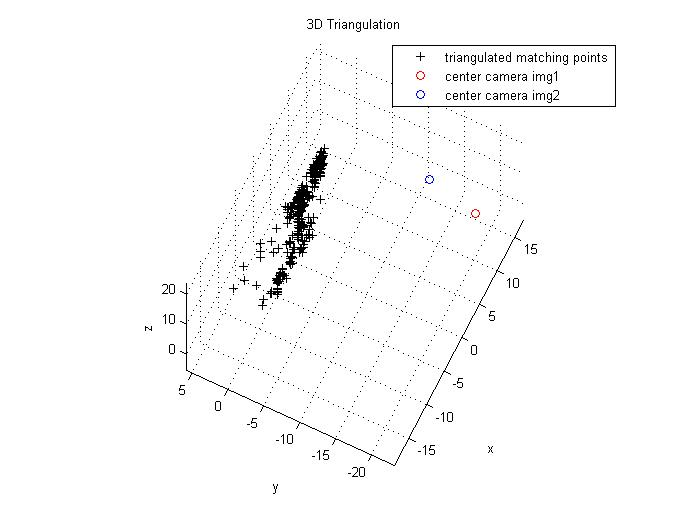 3D Triangulation
triangulated matching points
center camera img1
center camera img2
15
10
5
0
-5
-10
-15
x
20
10
0
z
5
0
-5
-10
-15
-20
y